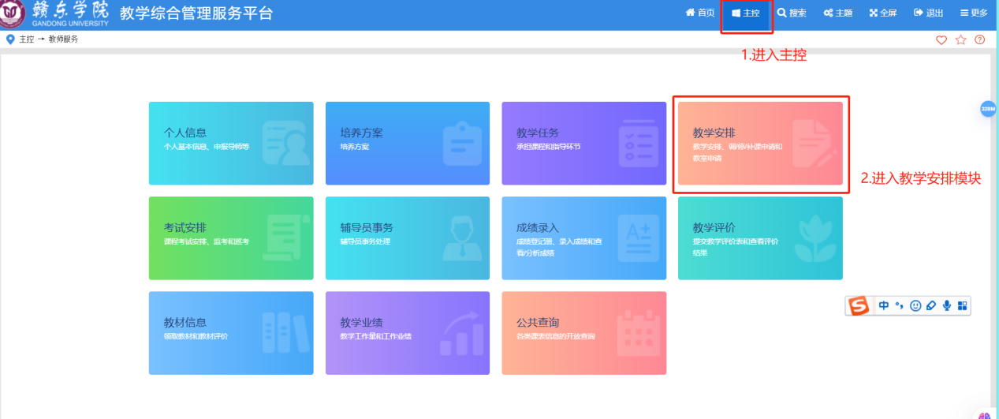 赣东学院
GANDONG UNIVERSITY
教学综合管理服务平台
首页
主控
搜索
主题
全屏
退出
更多
主控 → 教师服务
1.进入主控
328M
个人信息
个人基本信息、申报导师等
培养方案
培养方案
教学任务
承担课程和指导环节
教学安排
教学安排、调/停/补课申请和
教室申请
2.进入教学安排模块
考试安排
课程考试安排、监考和巡考
辅导员事务
辅导员事务处理
成绩录入
成绩登记册、录入成绩和查
看/分析成绩
A+
教学评价
提交教学评价表和查看评价
结果
中
教材信息
领取教材和教材评价
教学业绩
教学工作量和工作业绩
公共查询
各类课表信息的开放查询